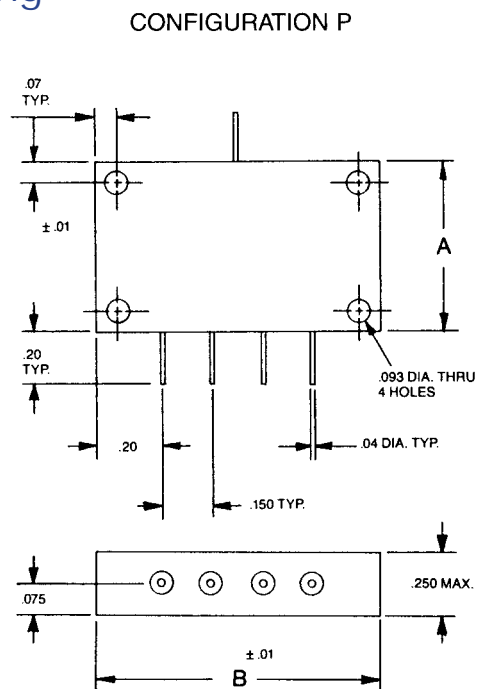 CONFIGURATION P
.07
TYP.
± .01
A
.20
TYP.
.093 DIA. THRU
4 HOLES
.20
.04 DIA. TYP.
.150 TYP.
.075
.250 MAX.
± .01
B